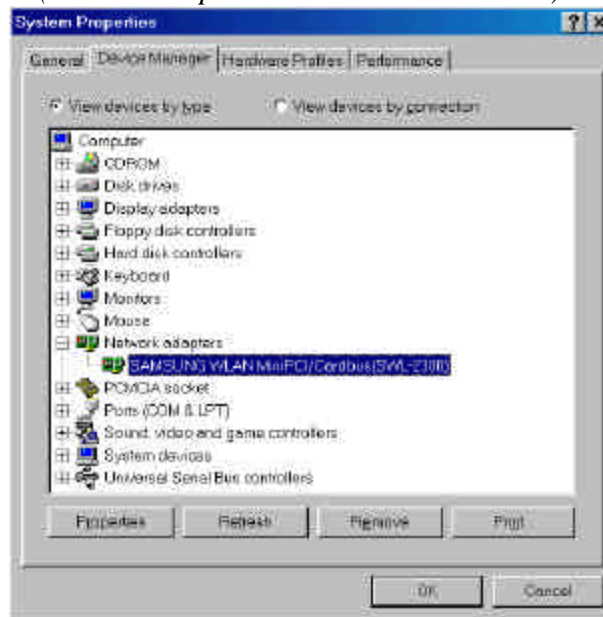 System Properties
General Device Manager Hardware Profiles Performance
View devices by type View devices by connection
Computer
CDROM
Disk drives
Display adapters
Floppy disk controllers
Hard disk controllers
Keyboard
Monitors
Mouse
Network adapters
SAMSUNG WLAN MiniPCI/Cardbus(SWL-2300)
PCMCIA socket
Ports (COM & LPT)
Sound, video and game controllers
System devices
Universal Serial Bus controllers
Properties Refresh Remove Print
OK Cancel